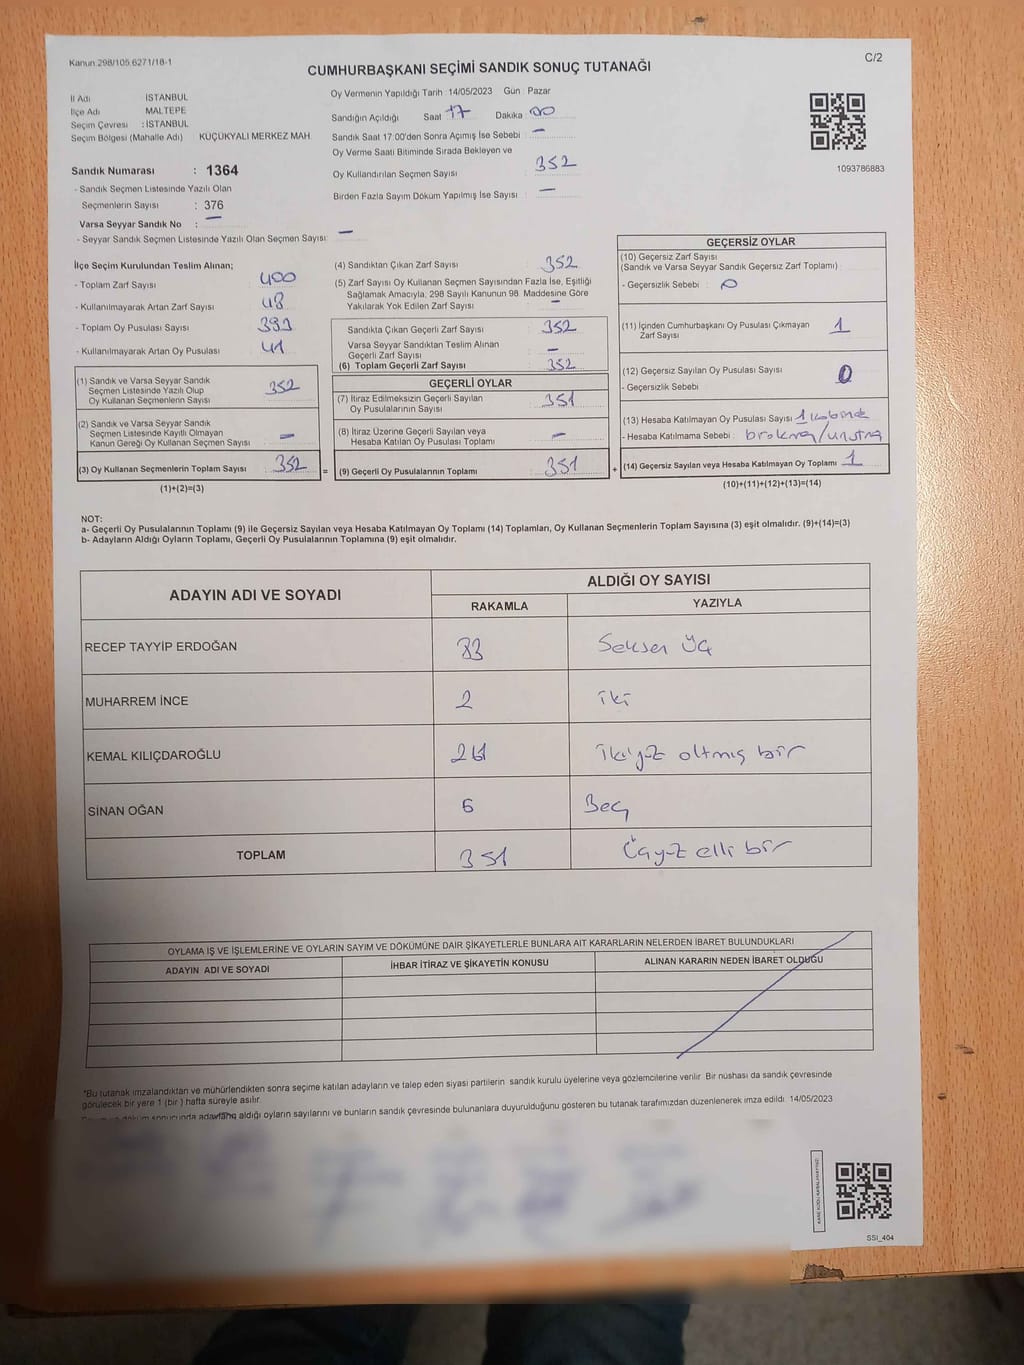 Kanun:298/105,6271/18-1
C/2
CUMHURBAŞKANI SEÇİMİ SANDIK SONUÇ TUTANAĞI
İl Adı İSTANBUL
İlçe Adı MALTEPE
Seçim Çevresi : İSTANBUL
Seçim Bölgesi (Mahalle Adı) KÜÇÜKYALI MERKEZ MAH
Sandık Numarası : 1364
- Sandık Seçmen Listesinde Yazılı Olan
Seçmenlerin Sayısı : 376
Varsa Seyyar Sandık No : —
- Seyyar Sandık Seçmen Listesinde Yazılı Olan Seçmen Sayısı —
Oy Vermenin Yapıldığı Tarih : 14/05/2023 Gün : Pazar
Sandığın Açıldığı Saat 17 Dakika 00
Sandık Saat 17:00'den Sonra Açılmış İse Sebebi : —
Oy Verme Saati Bitiminde Sırada Bekleyen ve
Oy Kullandırılan Seçmen Sayısı : 352
Birden Fazla Sayım Döküm Yapılmış İse Sayısı : —
1093786883
İlçe Seçim Kurulundan Teslim Alınan;
- Toplam Zarf Sayısı : 400
- Kullanılmayarak Artan Zarf Sayısı : 48
- Toplam Oy Pusulası Sayısı : 393
- Kullanılmayarak Artan Oy Pusulası : 41
(1) Sandık ve Varsa Seyyar Sandık
Seçmen Listesinde Yazılı Olup
Oy Kullanan Seçmenlerin Sayısı 352
(2) Sandık ve Varsa Seyyar Sandık
Seçmen Listesinde Kayıtlı Olmayan
Kanun Gereği Oy Kullanan Seçmen Sayısı —
(3) Oy Kullanan Seçmenlerin Toplam Sayısı 352 =
(1)+(2)=(3)
(4) Sandıktan Çıkan Zarf Sayısı 352
(5) Zarf Sayısı Oy Kullanan Seçmen Sayısından Fazla İse, Eşitliği
Sağlamak Amacıyla, 298 Sayılı Kanunun 98. Maddesine Göre
Yakılarak Yok Edilen Zarf Sayısı : —
Sandıkta Çıkan Geçerli Zarf Sayısı 352
Varsa Seyyar Sandıktan Teslim Alınan
Geçerli Zarf Sayısı —
(6) Toplam Geçerli Zarf Sayısı 352
GEÇERLİ OYLAR
(7) İtiraz Edilmeksizin Geçerli Sayılan
Oy Pusulalarının Sayısı 351
(8) İtiraz Üzerine Geçerli Sayılan veya
Hesaba Katılan Oy Pusulası Toplamı —
(9) Geçerli Oy Pusulalarının Toplamı 351 +
GEÇERSİZ OYLAR
(10) Geçersiz Zarf Sayısı
(Sandık ve Varsa Seyyar Sandık Geçersiz Zarf Toplamı) :
- Geçersizlik Sebebi : 0
(11) İçinden Cumhurbaşkanı Oy Pusulası Çıkmayan
Zarf Sayısı 1
(12) Geçersiz Sayılan Oy Pusulası Sayısı 0
- Geçersizlik Sebebi
(13) Hesaba Katılmayan Oy Pusulası Sayısı 1 kabinde
- Hesaba Katılmama Sebebi : bırakma/unutma
(14) Geçersiz Sayılan veya Hesaba Katılmayan Oy Toplamı 1
(10)+(11)+(12)+(13)=(14)
NOT:
a- Geçerli Oy Pusulalarının Toplamı (9) ile Geçersiz Sayılan veya Hesaba Katılmayan Oy Toplamı (14) Toplamları, Oy Kullanan Seçmenlerin Toplam Sayısına (3) eşit olmalıdır. (9)+(14)=(3)
b- Adayların Aldığı Oyların Toplamı, Geçerli Oy Pusulalarının Toplamına (9) eşit olmalıdır.
ADAYIN ADI VE SOYADI ALDIĞI OY SAYISI
RAKAMLA YAZIYLA
RECEP TAYYİP ERDOĞAN 83 Seksen üç
MUHARREM İNCE 2 iki
KEMAL KILIÇDAROĞLU 261 ikiyüz altmış bir
SİNAN OĞAN 5 Beş
TOPLAM 351 Üçyüz elli bir
OYLAMA İŞ VE İŞLEMLERİNE VE OYLARIN SAYIM VE DÖKÜMÜNE DAİR ŞİKAYETLERLE BUNLARA AİT KARARLARIN NELERDEN İBARET BULUNDUKLARI
ADAYIN ADI VE SOYADI İHBAR İTİRAZ VE ŞİKAYETİN KONUSU ALINAN KARARIN NEDEN İBARET OLDUĞU
*Bu tutanak imzalandıktan ve mühürlendikten sonra seçime katılan adayların ve talep eden siyasi partilerin sandık kurulu üyelerine veya gözlemcilerine verilir. Bir nüshası da sandık çevresinde
görülecek bir yere 1 (bir) hafta süreyle asılır.
sonucunda adayların aldığı oyların sayılarını ve bunların sandık çevresinde bulunanlara duyurulduğunu gösteren bu tutanak tarafımızdan düzenlenerek imza edildi. 14/05/2023
SSİ_404